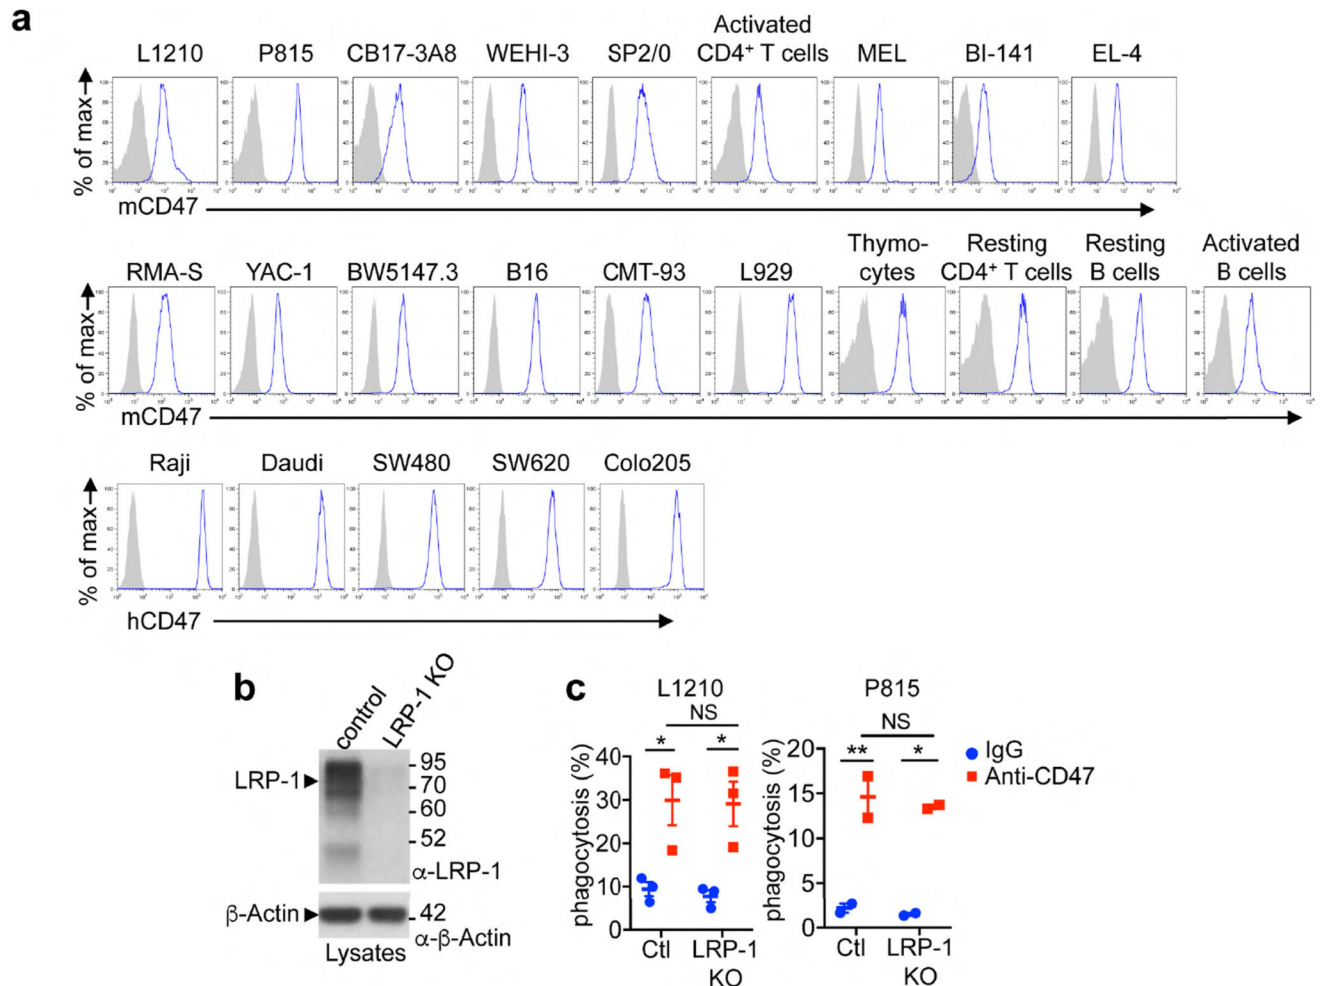 a
Activated
L1210 P815 CB17-3A8 WEHI-3 SP2/0 CD4+ T cells MEL BI-141 EL-4
% of max
mCD47
Thymo- Resting Resting Activated
RMA-S YAC-1 BW5147.3 B16 CMT-93 L929 cytes CD4+ T cells B cells B cells
% of max
mCD47
Raji Daudi SW480 SW620 Colo205
% of max
hCD47
b
control LRP-1 KO
LRP-1
95
70
60
52
α-LRP-1
β-Actin
42
α-β-Actin
Lysates
c
L1210 P815
NS NS
* * ** *
phagocytosis (%)
40
30
20
10
0
Ctl LRP-1
KO
phagocytosis (%)
20
15
10
5
0
Ctl LRP-1
KO
IgG
Anti-CD47